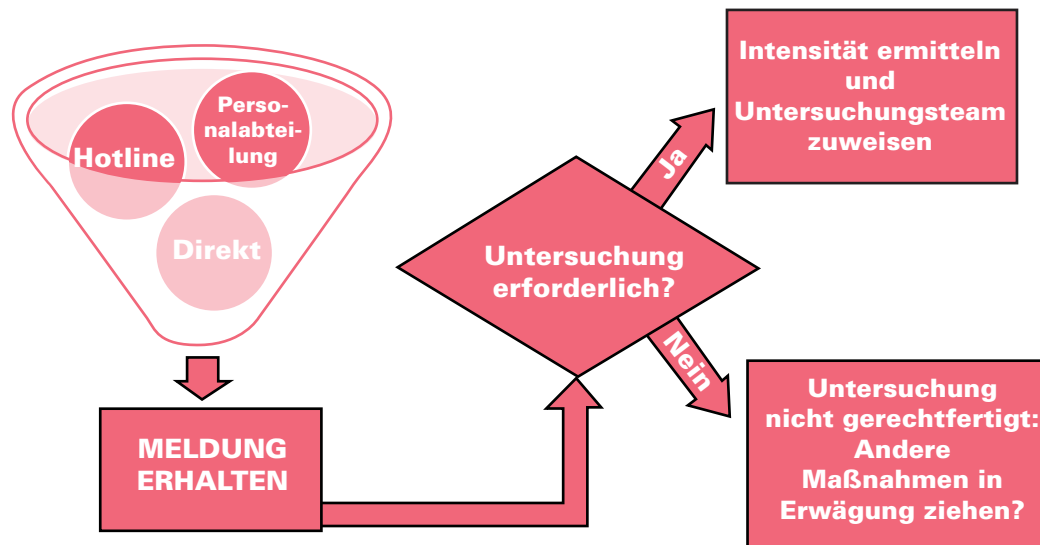 Perso-
nalabtei-
lung
Hotline
Direkt
MELDUNG
ERHALTEN
Untersuchung
erforderlich?
Ja
Intensität ermitteln
und
Untersuchungsteam
zuweisen
Nein
Untersuchung
nicht gerechtfertigt:
Andere
Maßnahmen in
Erwägung ziehen?